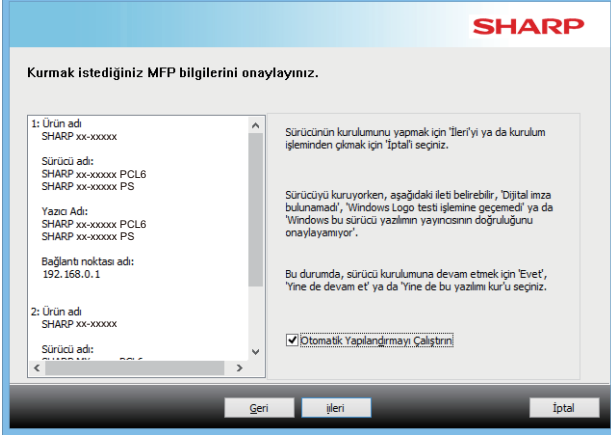 SHARP
Kurmak istediğiniz MFP bilgilerini onaylayınız.
1: Ürün adı
SHARP xx-xxxxx
Sürücü adı:
SHARP xx-xxxxx PCL6
SHARP xx-xxxxx PS
Yazıcı Adı:
SHARP xx-xxxxx PCL6
SHARP xx-xxxxx PS
Bağlantı noktası adı:
192.168.0.1
2: Ürün adı
SHARP xx-xxxxx
Sürücü adı:
Sürücünün kurulumunu yapmak için 'İleri'yi ya da kurulum
işleminden çıkmak için 'İptal'i seçiniz.
Sürücüyü kuruyorken, aşağıdaki ileti belirebilir, 'Dijital imza
bulunamadı', 'Windows Logo testi işlemine geçemedi' ya da
'Windows bu sürücü yazılımın yayıncısının doğruluğunu
onaylayamıyor'.
Bu durumda, sürücü kurulumuna devam etmek için 'Evet',
'Yine de devam et' ya da 'Yine de bu yazılımı kur'u seçiniz.
Otomatik Yapılandırmayı Çalıştırın
Geri
iileri
İptal